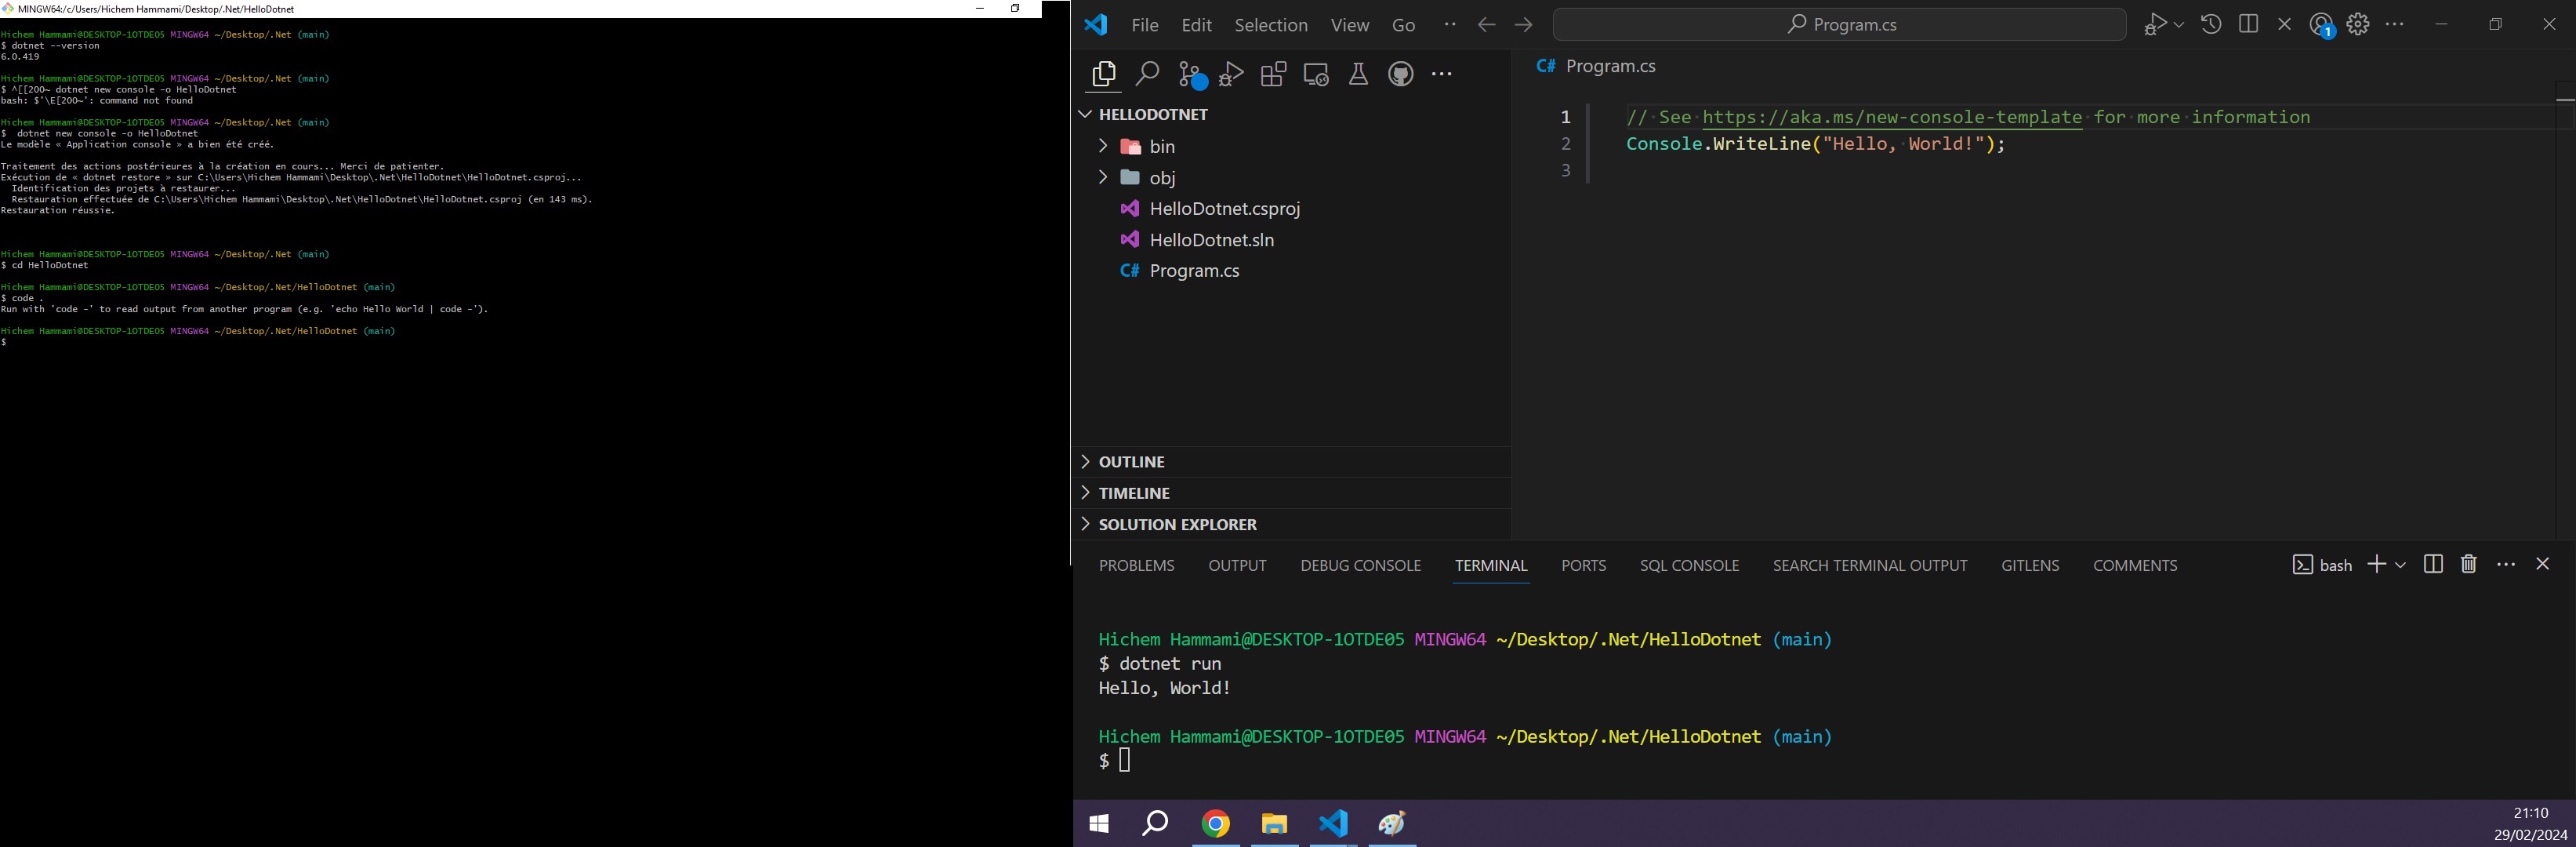 MINGW64:/c/Users/Hichem Hammami/Desktop/.Net/HelloDotnet
Hichem Hammami@DESKTOP-1OTDE05 MINGW64 ~/Desktop/.Net (main)
$ dotnet --version
6.0.419
Hichem Hammami@DESKTOP-1OTDE05 MINGW64 ~/Desktop/.Net (main)
$ ^[[200~ dotnet new console -o HelloDotnet
bash: $'\E[200~': command not found
Hichem Hammami@DESKTOP-1OTDE05 MINGW64 ~/Desktop/.Net (main)
$  dotnet new console -o HelloDotnet
Le modèle « Application console » a bien été créé.
Traitement des actions postérieures à la création en cours... Merci de patienter.
Exécution de « dotnet restore » sur C:\Users\Hichem Hammami\Desktop\.Net\HelloDotnet\HelloDotnet.csproj...
  Identification des projets à restaurer...
  Restauration effectuée de C:\Users\Hichem Hammami\Desktop\.Net\HelloDotnet\HelloDotnet.csproj (en 143 ms).
Restauration réussie.
Hichem Hammami@DESKTOP-1OTDE05 MINGW64 ~/Desktop/.Net (main)
$ cd HelloDotnet
Hichem Hammami@DESKTOP-1OTDE05 MINGW64 ~/Desktop/.Net/HelloDotnet (main)
$ code .
Run with 'code -' to read output from another program (e.g. 'echo Hello World | code -').
Hichem Hammami@DESKTOP-1OTDE05 MINGW64 ~/Desktop/.Net/HelloDotnet (main)
$
File Edit Selection View Go ··
Program.cs
1
HELLODOTNET
bin
obj
HelloDotnet.csproj
HelloDotnet.sln
C# Program.cs
OUTLINE
TIMELINE
SOLUTION EXPLORER
C# Program.cs
1 // See https://aka.ms/new-console-template for more information
2 Console.WriteLine("Hello, World!");
3
PROBLEMS OUTPUT DEBUG CONSOLE TERMINAL PORTS SQL CONSOLE SEARCH TERMINAL OUTPUT GITLENS COMMENTS
bash
Hichem Hammami@DESKTOP-1OTDE05 MINGW64 ~/Desktop/.Net/HelloDotnet (main)
$ dotnet run
Hello, World!
Hichem Hammami@DESKTOP-1OTDE05 MINGW64 ~/Desktop/.Net/HelloDotnet (main)
$
21:10
29/02/2024